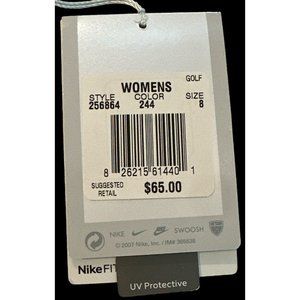 GOLF
WOMENS
STYLE COLOR SIZE
256864 244 8
8 26215 61440 1
SUGGESTED
RETAIL $65.00
NIKE SWOOSH
© 2007 Nike, Inc. / IM#
NikeFIT
UV Protective